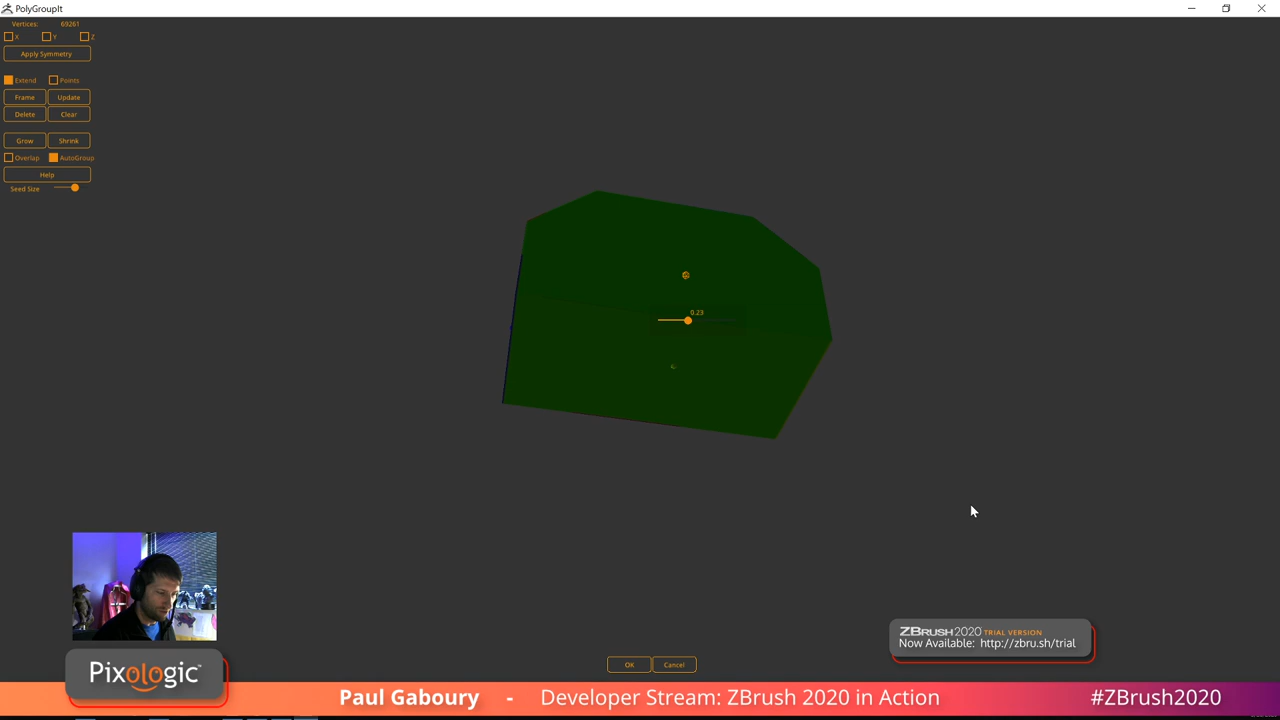 PolyGroupIt
Vertices: 69261
X Y Z
Apply Symmetry
Extend Points
Frame Update
Delete Clear
Grow Shrink
Overlap AutoGroup
Help
Seed Size
0.23
ZBRUSH2020 TRIAL VERSION
Now Available: http://zbru.sh/trial
OK Cancel
Pixologic™
Paul Gaboury - Developer Stream: ZBrush 2020 in Action #ZBrush2020